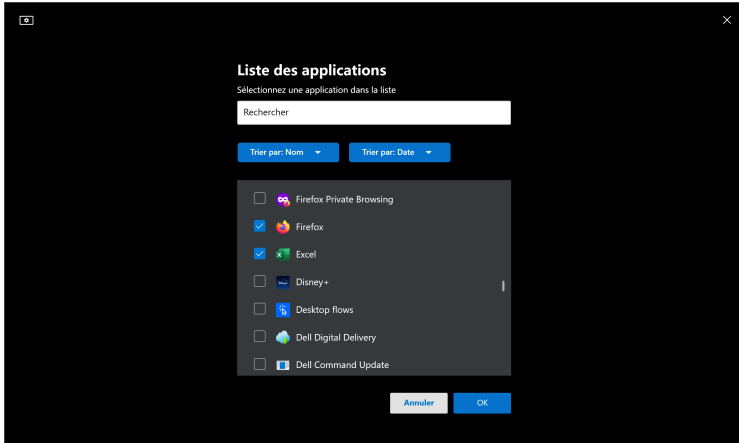 Liste des applications
Sélectionnez une application dans la liste
Rechercher
Trier par: Nom
Trier par: Date
Firefox Private Browsing
Firefox
Excel
Disney+
Desktop flows
Dell Digital Delivery
Dell Command Update
Annuler
OK